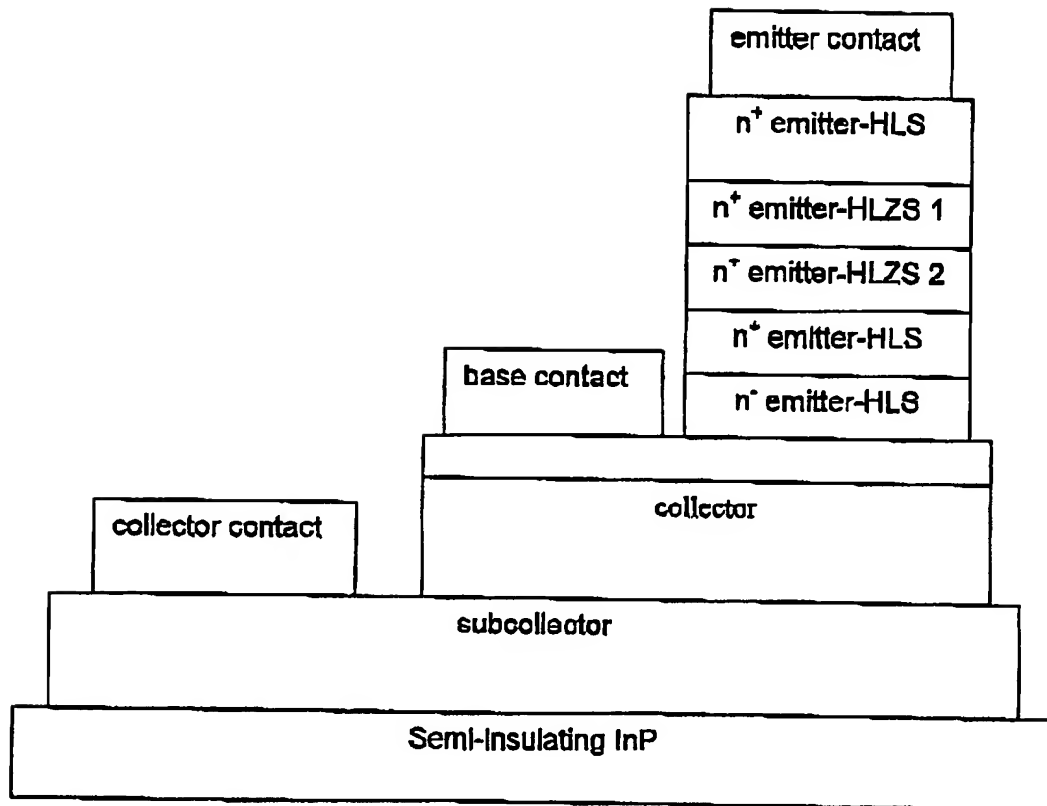 emitter contact
n⁺ emitter-HLS
n⁺ emitter-HLZS 1
n⁺ emitter-HLZS 2
n⁺ emitter-HLS
n⁻ emitter-HLS
base contact
collector
collector contact
subcollector
Semi-insulating InP